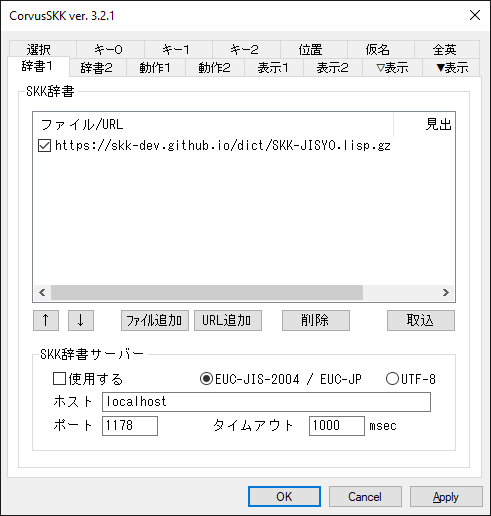 CorvusSKK ver. 3.2.1
選択 キー0 キー1 キー2 位置 仮名 全英
辞書1 辞書2 動作1 動作2 表示1 表示2 ▽表示 ▼表示
SKK辞書
ファイル/URL 見出
https://skk-dev.github.io/dict/SKK-JISYO.lisp.gz
↑ ↓ ファイル追加 URL追加 削除 取込
SKK辞書サーバー
使用する EUC-JIS-2004 / EUC-JP UTF-8
ホスト localhost
ポート 1178 タイムアウト 1000 msec
OK Cancel Apply